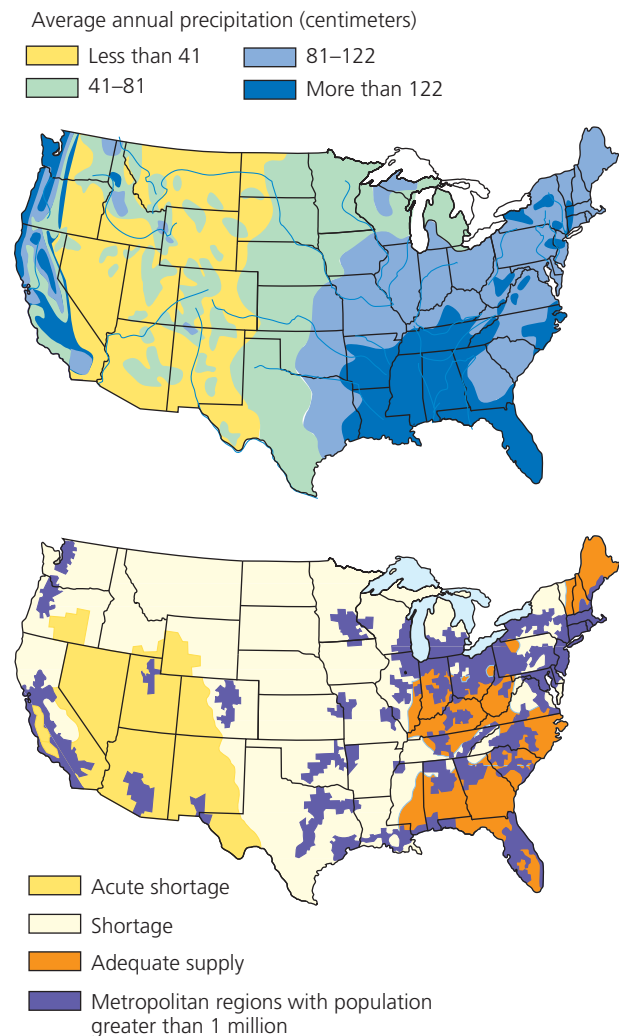 Average annual precipitation (centimeters)
Less than 41
81–122
41–81
More than 122
Acute shortage
Shortage
Adequate supply
Metropolitan regions with population
greater than 1 million